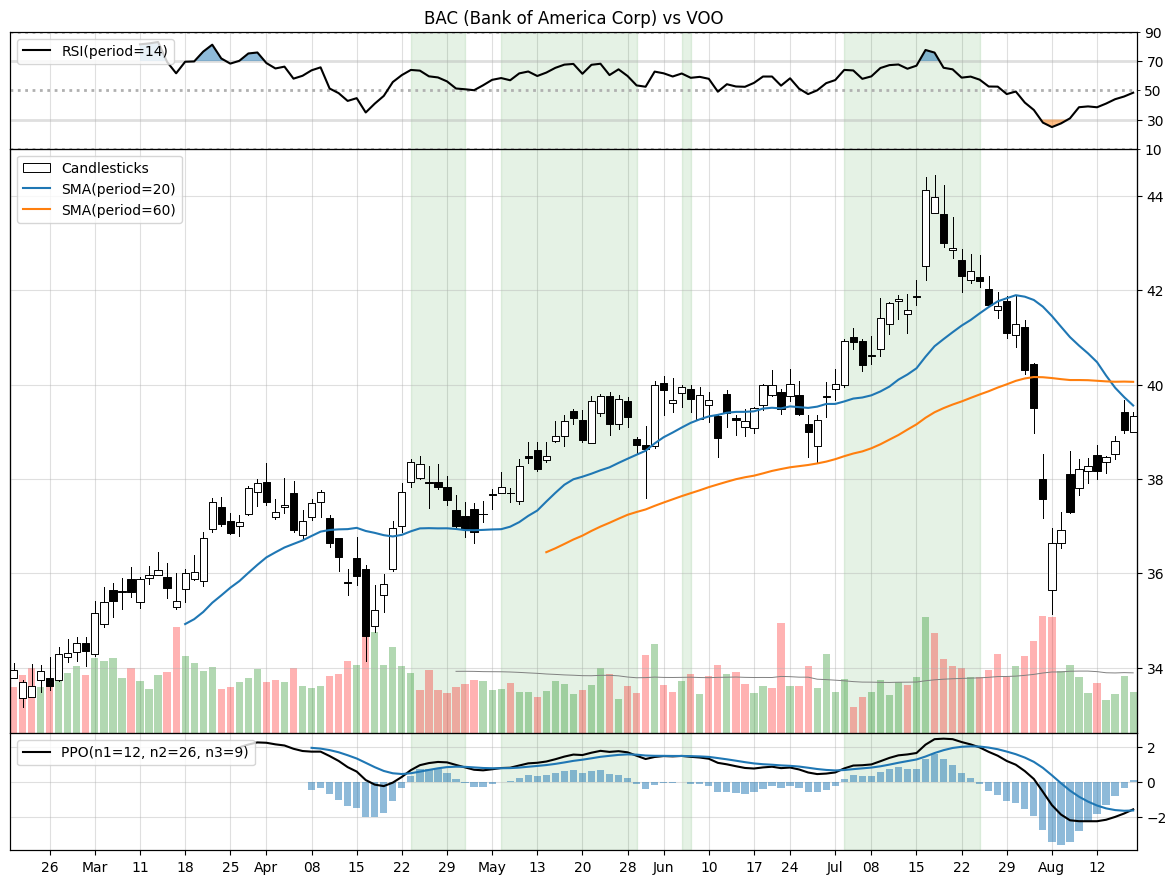 BAC (Bank of America Corp) vs VOO
RSI(period=14)
90
70
50
30
10
Candlesticks
SMA(period=20)
SMA(period=60)
44
42
40
38
36
34
PPO(n1=12, n2=26, n3=9)
2
0
−2
26 Mar 11 18 25 Apr 08 15 22 29 May 13 20 28 Jun 10 17 24 Jul 08 15 22 29 Aug 12